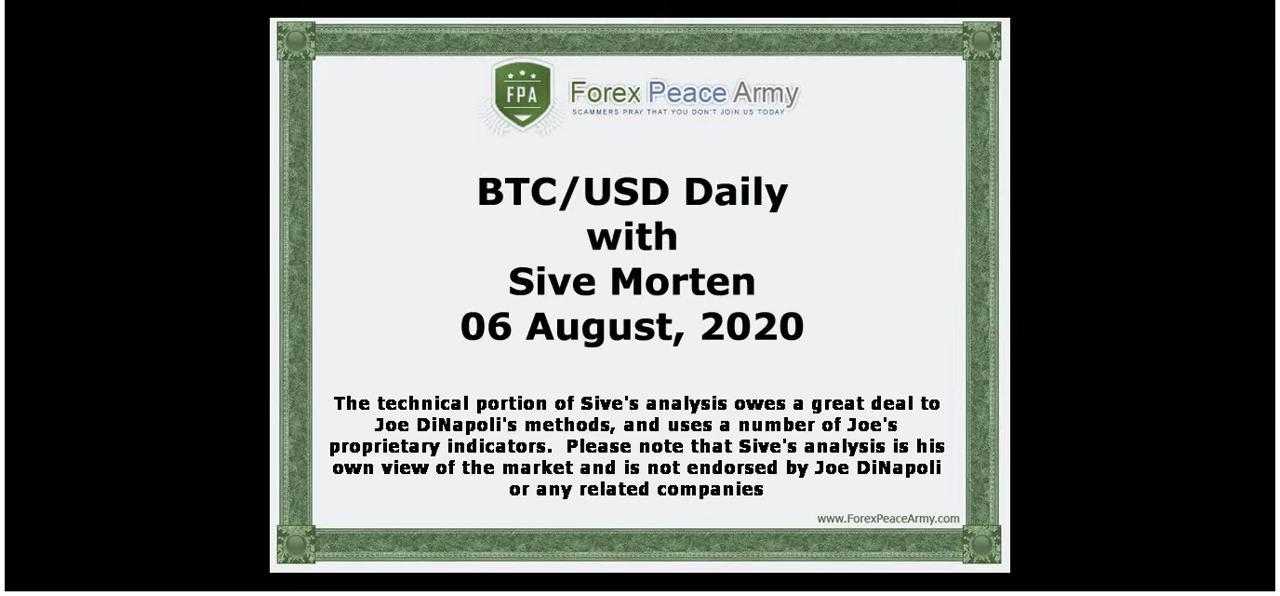 FPA
Forex Peace Army
SCAMMERS PRAY THAT YOU DON'T JOIN US TODAY
BTC/USD Daily
with
Sive Morten
06 August, 2020
The technical portion of Sive's analysis owes a great deal to
Joe DiNapoli's methods, and uses a number of Joe's
proprietary indicators.  Please note that Sive's analysis is his
own view of the market and is not endorsed by Joe DiNapoli
or any related companies
www.ForexPeaceArmy.com